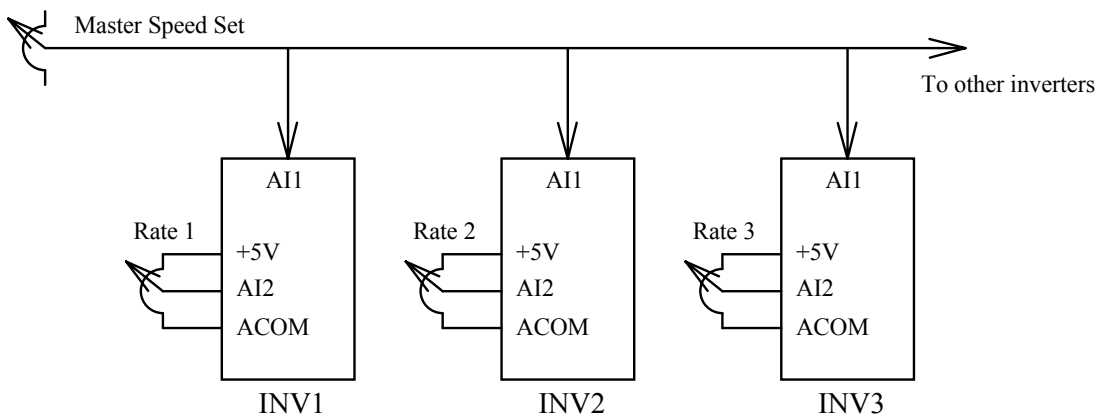 Master Speed Set
To other inverters
AI1
AI1
AI1
Rate 1
+5V
AI2
ACOM
Rate 2
+5V
AI2
ACOM
Rate 3
+5V
AI2
ACOM
INV1
INV2
INV3